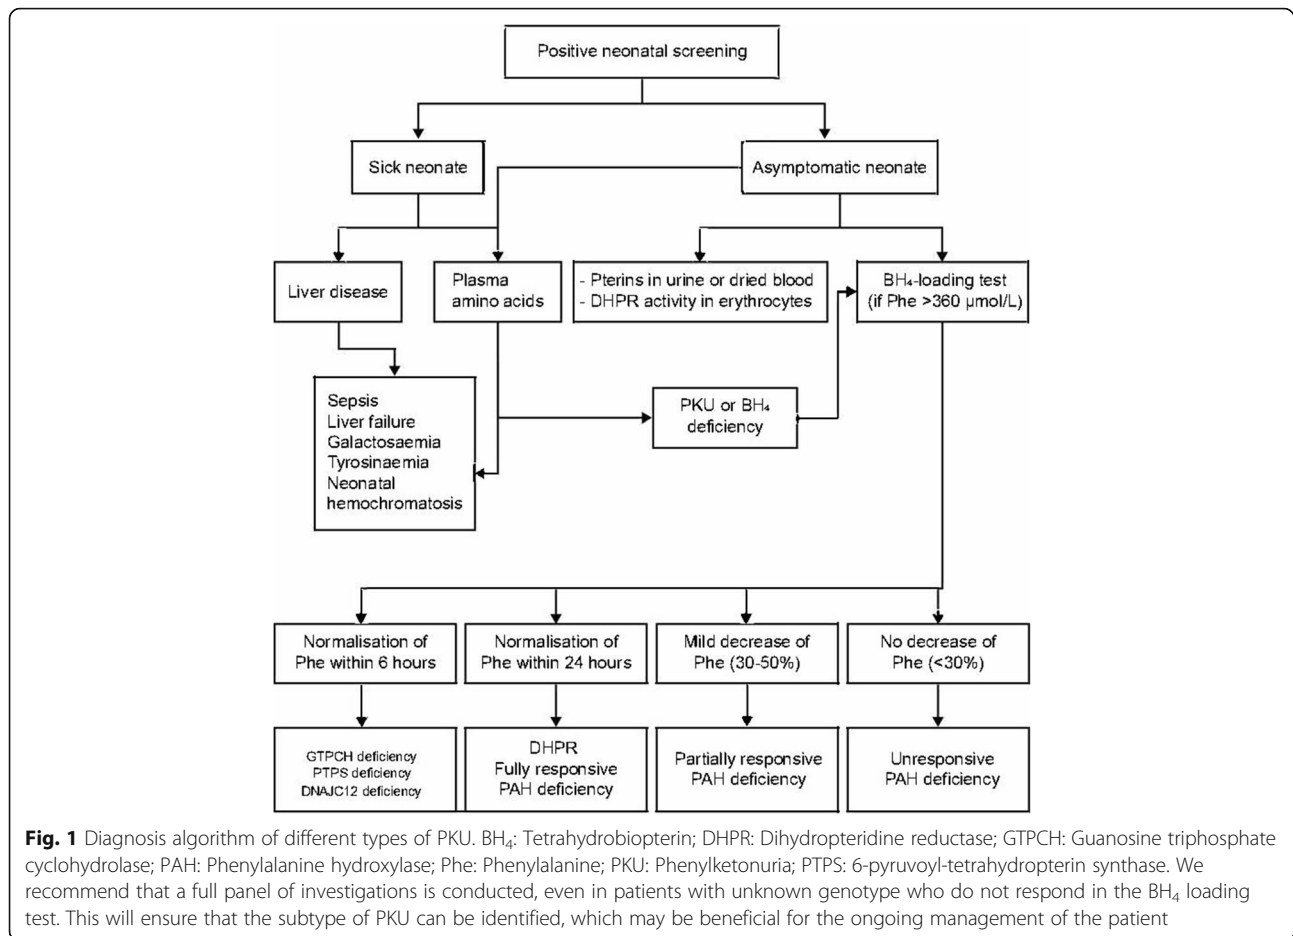 Positive neonatal screening
Sick neonate
Asymptomatic neonate
Liver disease
Plasma
amino acids
- Pterins in urine or dried blood
- DHPR activity in erythrocytes
BH₄-loading test
(if Phe >360 µmol/L)
Sepsis
Liver failure
Galactosaemia
Tyrosinaemia
Neonatal
hemochromatosis
PKU or BH₄
deficiency
Normalisation of
Phe within 6 hours
Normalisation of
Phe within 24 hours
Mild decrease of
Phe (30-50%)
No decrease of
Phe (<30%)
GTPCH deficiency
PTPS deficiency
DNAJC12 deficiency
DHPR
Fully responsive
PAH deficiency
Partially responsive
PAH deficiency
Unresponsive
PAH deficiency
Fig. 1 Diagnosis algorithm of different types of PKU. BH₄: Tetrahydrobiopterin; DHPR: Dihydropteridine reductase; GTPCH: Guanosine triphosphate
cyclohydrolase; PAH: Phenylalanine hydroxylase; Phe: Phenylalanine; PKU: Phenylketonuria; PTPS: 6-pyruvoyl-tetrahydropterin synthase. We
recommend that a full panel of investigations is conducted, even in patients with unknown genotype who do not respond in the BH₄ loading
test. This will ensure that the subtype of PKU can be identified, which may be beneficial for the ongoing management of the patient